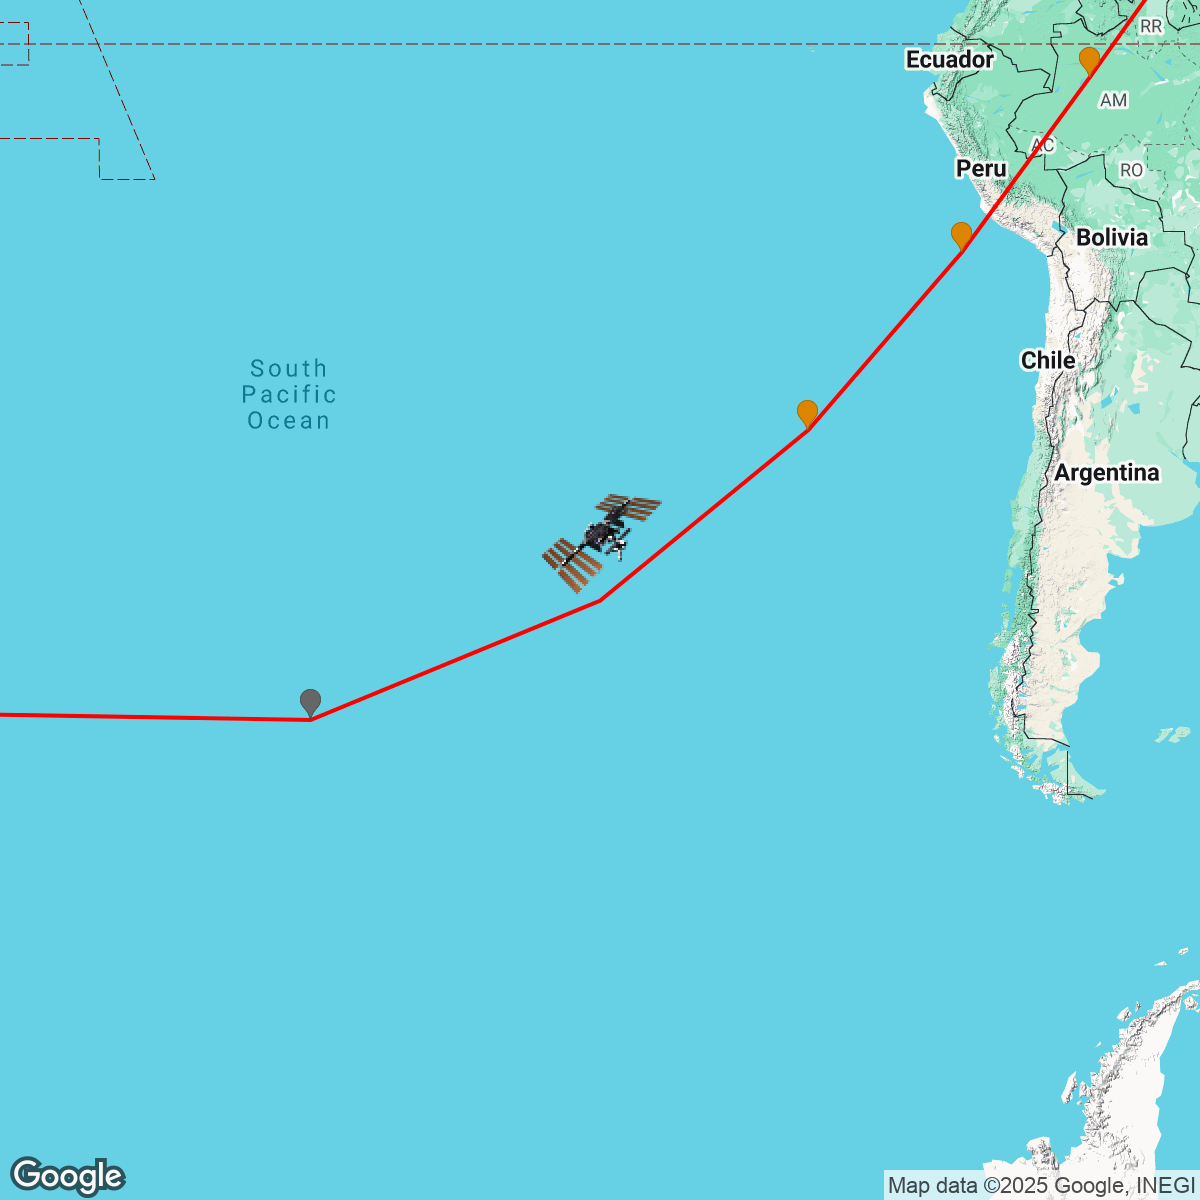 RR
Ecuador
AM
AC
Peru
RO
Bolivia
South
Pacific
Ocean
Chile
Argentina
Google
Map data ©2025 Google, INEGI